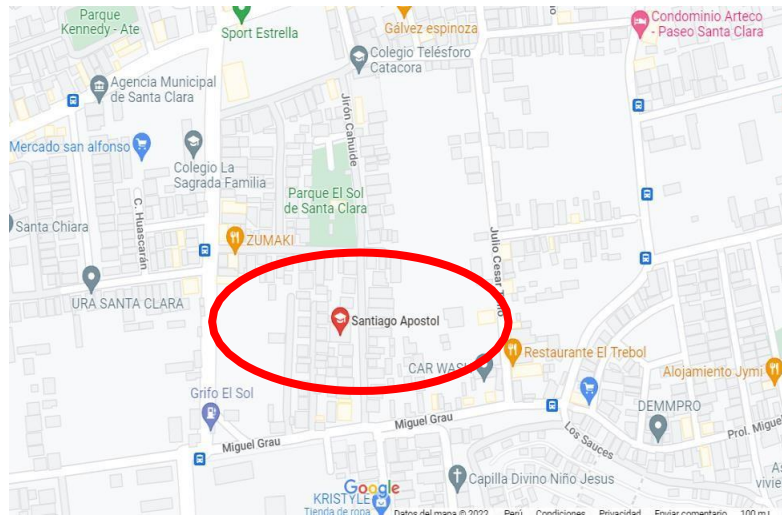 Parque
Kennedy - Ate
Sport Estrella
Gálvez espinoza
Condominio Arteco
- Paseo Santa Clara
Colegio Telésforo
Catacora
Agencia Municipal
de Santa Clara
Jirón Cahuide
Mercado san alfonso
Colegio La
Sagrada Familia
C. Huascarán
Parque El Sol
de Santa Clara
Santa Chiara
ZUMAKI
Julio Cesar
URA SANTA CLARA
Santiago Apostol
Restaurante El Trebol
CAR WASH
Alojamiento Jymi
Grifo El Sol
DEMMPRO
Miguel Grau
Miguel Grau
Los Sauces
Prol. Migue
Capilla Divino Niño Jesus
As
vivie
Google
KRISTYLE
Tienda de ropa
Datos del mapa © 2022 Perú Condiciones Privacidad Enviar comentario 100 m